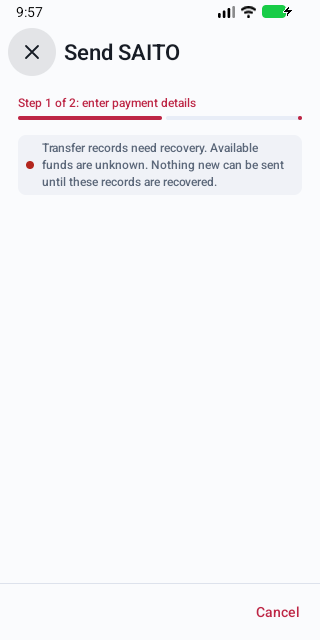 9:57
Send SAITO
Step 1 of 2: enter payment details
Transfer records need recovery. Available
funds are unknown. Nothing new can be sent
until these records are recovered.
Cancel